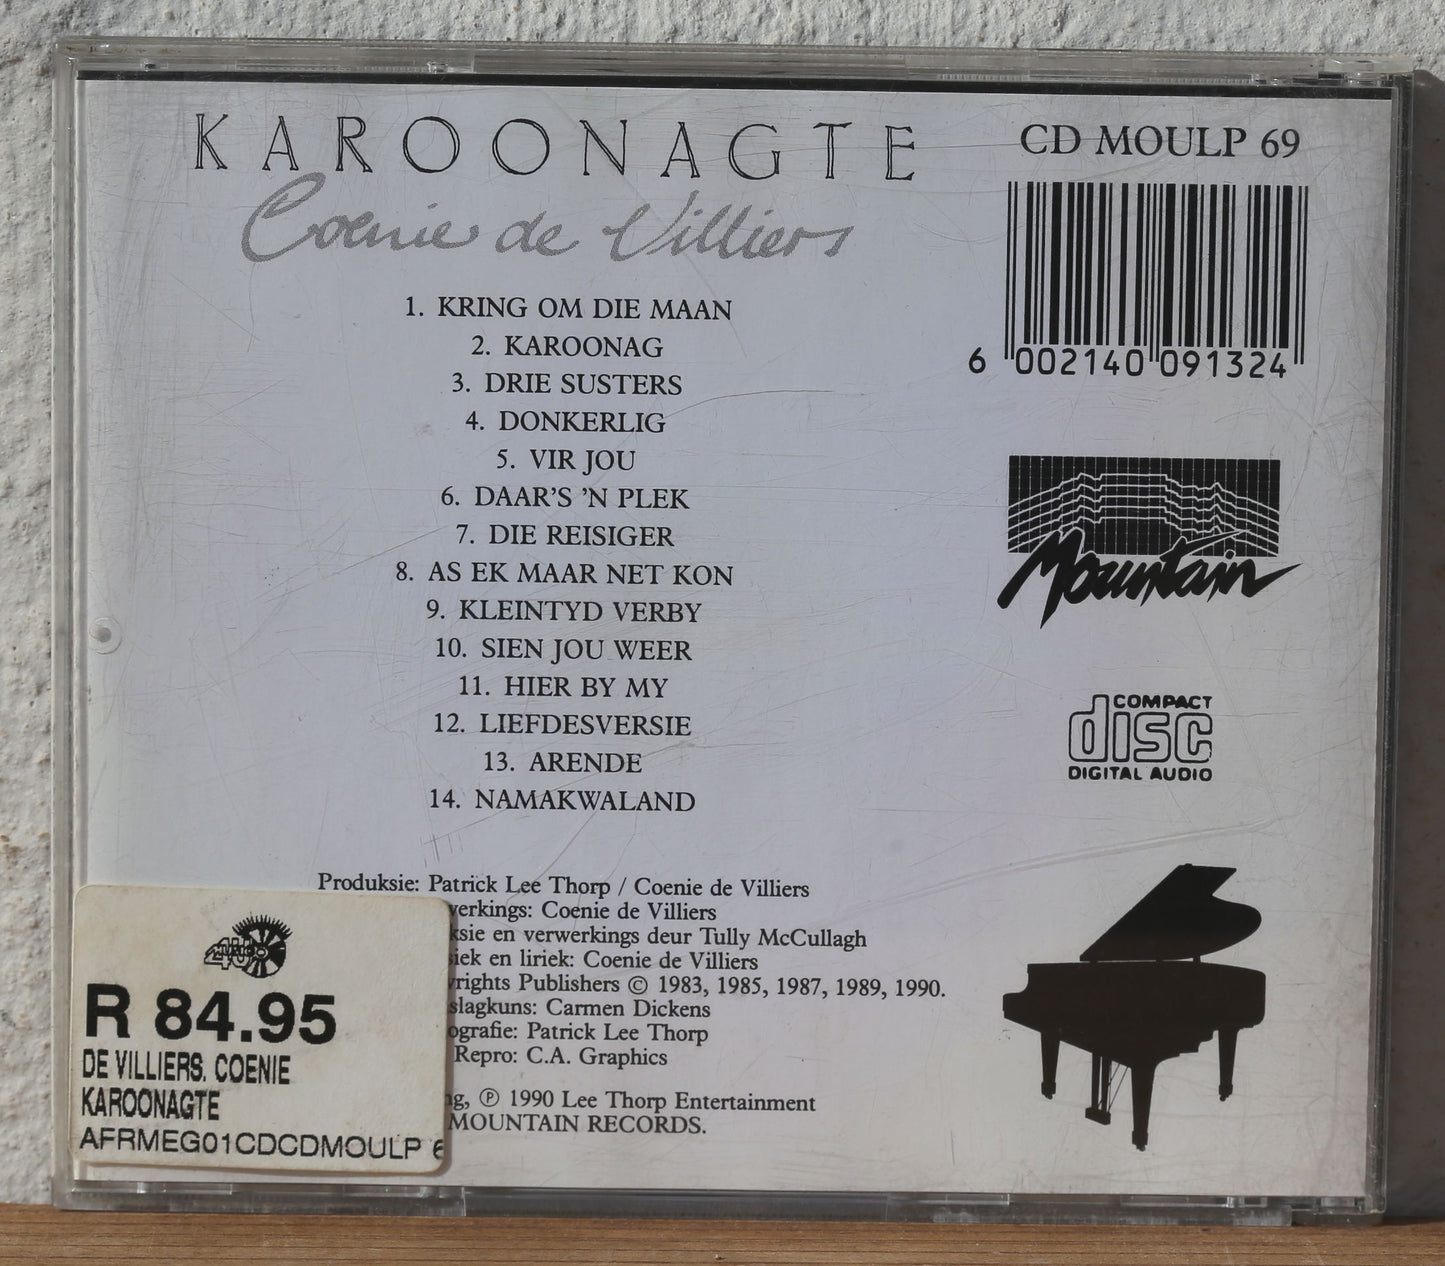 KAROONAGTE
Coenie de Villiers
1. KRING OM DIE MAAN
2. KAROONAG
3. DRIE SUSTERS
4. DONKERLIG
5. VIR JOU
6. DAAR'S 'N PLEK
7. DIE REISIGER
8. AS EK MAAR NET KON
9. KLEINTYD VERBY
10. SIEN JOU WEER
11. HIER BY MY
12. LIEFDESVERSIE
13. ARENDE
14. NAMAKWALAND
Produksie: Patrick Lee Thorp / Coenie de Villiers
verkings: Coenie de Villiers
ksie en verwerkings deur Tully McCullagh
iek en liriek: Coenie de Villiers
rights Publishers © 1983, 1985, 1987, 1989, 1990.
slagkuns: Carmen Dickens
ografie: Patrick Lee Thorp
Repro: C.A. Graphics
g, ℗ 1990 Lee Thorp Entertainment
MOUNTAIN RECORDS.
R 84.95
DE VILLIERS. COENIE
KAROONAGTE
AFRMEG01CDCDMOULP 6
CD MOULP 69
6 002140 091324
Mountain
COMPACT
disc
DIGITAL AUDIO